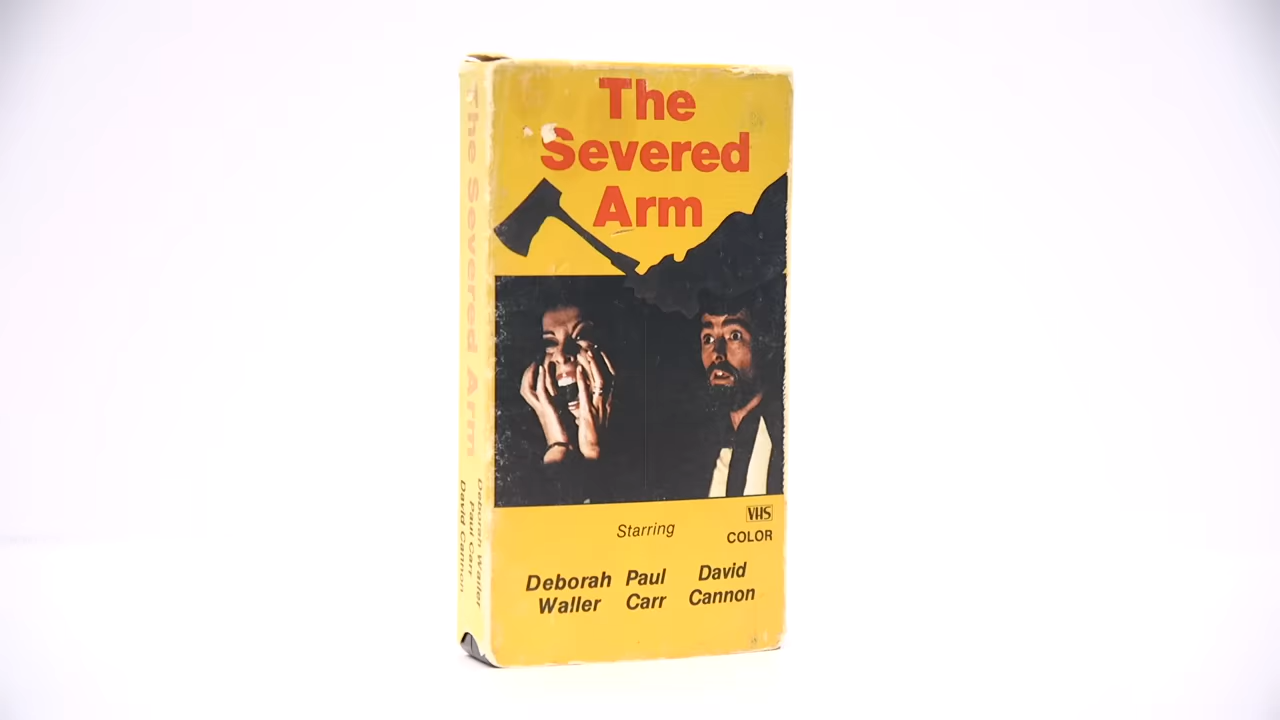 The
Severed
Arm
Starring
VHS
COLOR
Deborah
Waller
Paul
Carr
David
Cannon
The Severed Arm
Deborah Waller
Paul Carr
David Cannon